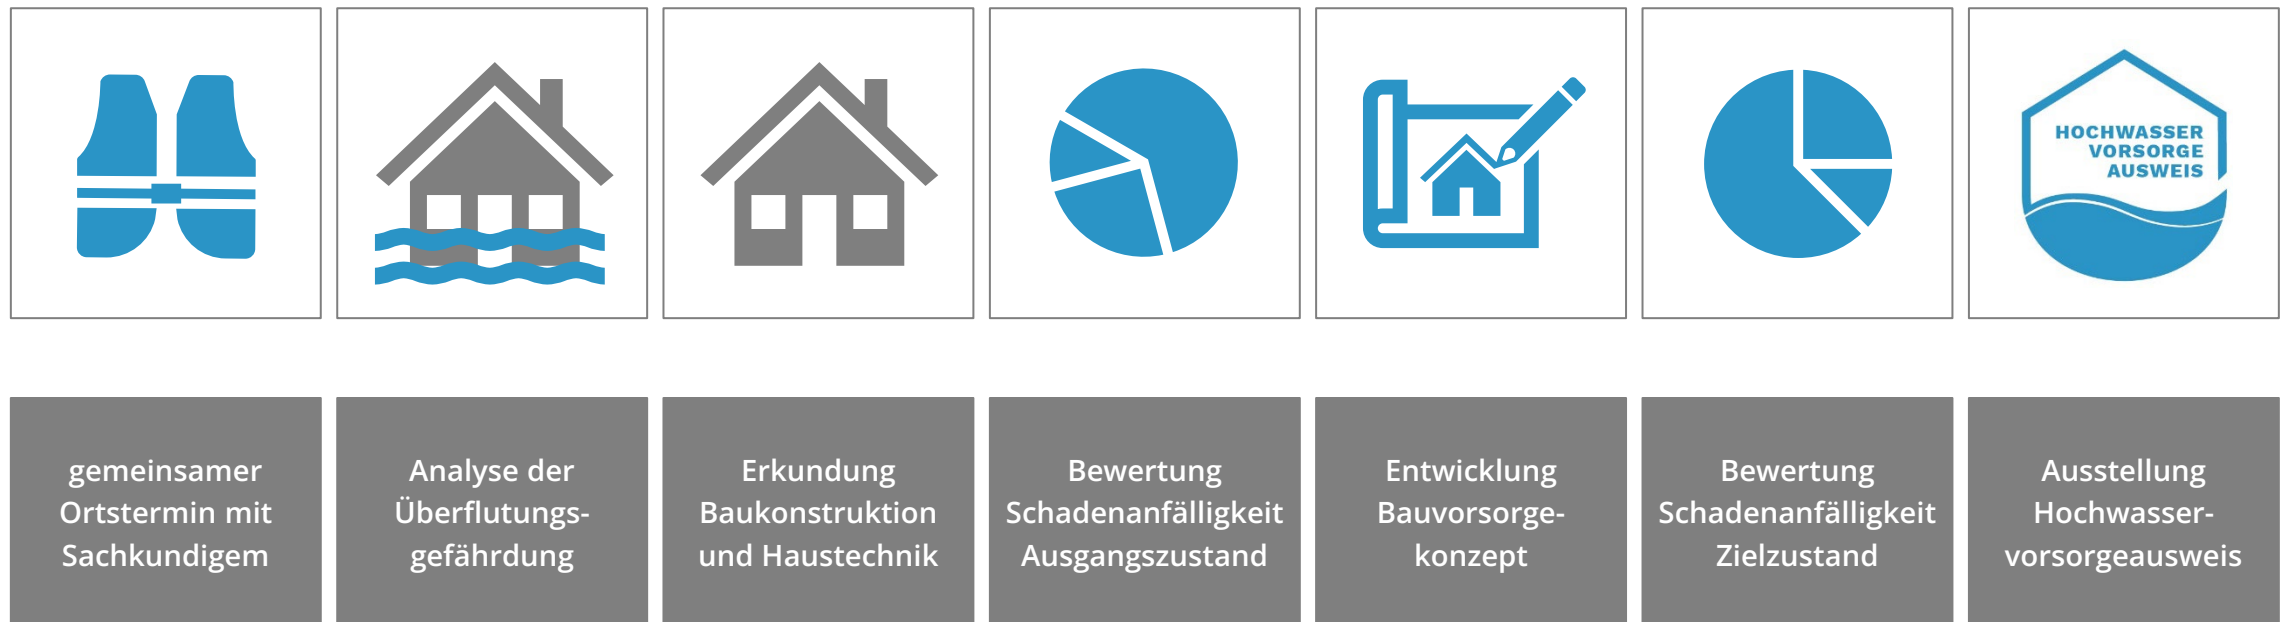 HOCHWASSER
VORSORGE
AUSWEIS
gemeinsamer
Ortstermin mit
Sachkundigem
Analyse der
Überflutungs-
gefährdung
Erkundung
Baukonstruktion
und Haustechnik
Bewertung
Schadenanfälligkeit
Ausgangszustand
Entwicklung
Bauvorsorge-
konzept
Bewertung
Schadenanfälligkeit
Zielzustand
Ausstellung
Hochwasser-
vorsorgeausweis